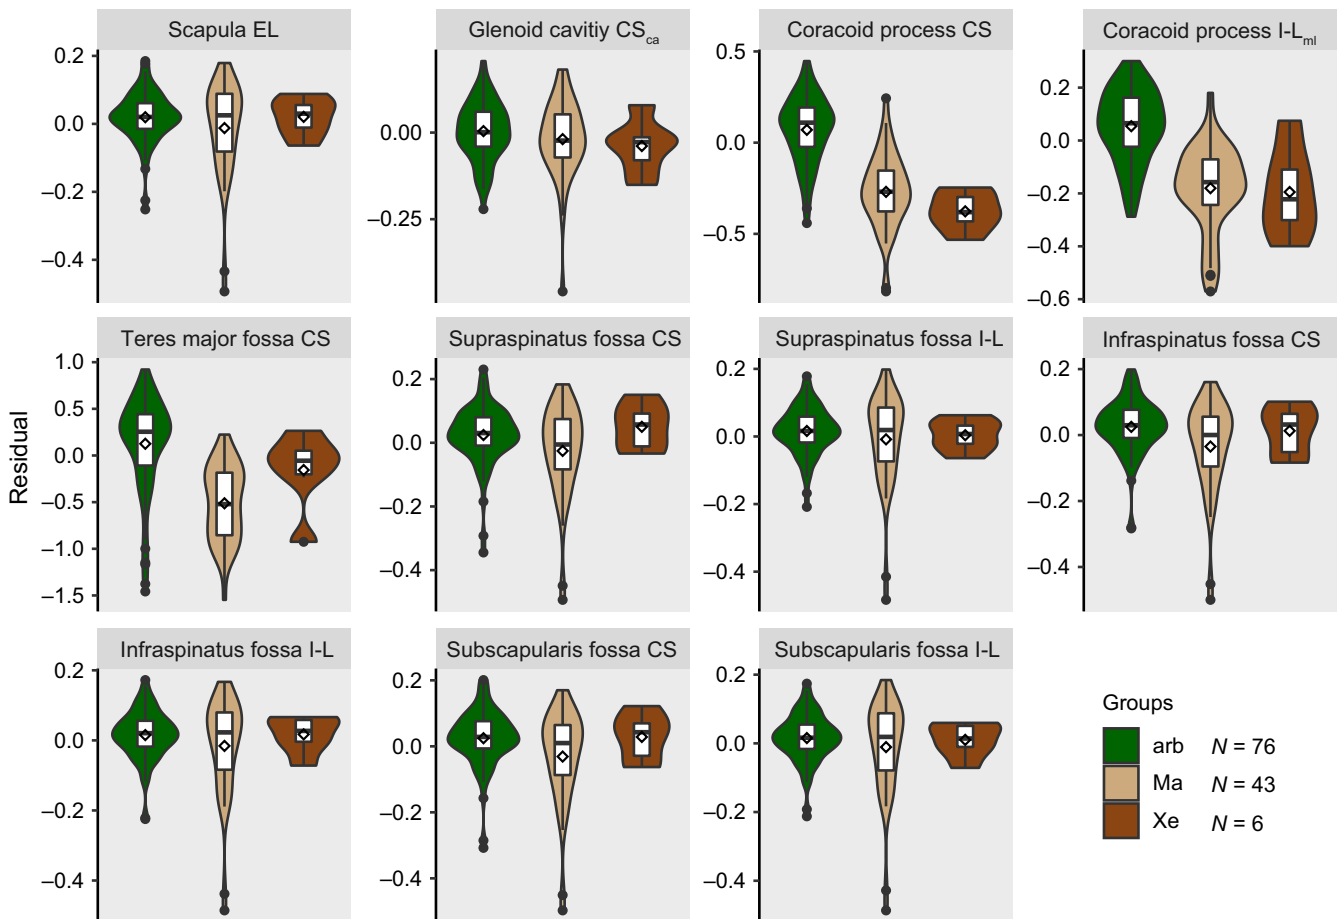 Scapula EL
0.2
0.0
−0.2
−0.4
Glenoid cavitiy CSca
0.00
−0.25
Coracoid process CS
0.5
0.0
−0.5
Coracoid process I-Lml
0.2
0.0
−0.2
−0.4
−0.6
Residual
Teres major fossa CS
1.0
0.5
0.0
−0.5
−1.0
−1.5
Supraspinatus fossa CS
0.2
0.0
−0.2
−0.4
Supraspinatus fossa I-L
0.2
0.0
−0.2
−0.4
Infraspinatus fossa CS
0.2
0.0
−0.2
−0.4
Infraspinatus fossa I-L
0.2
0.0
−0.2
−0.4
Subscapularis fossa CS
0.2
0.0
−0.2
−0.4
Subscapularis fossa I-L
0.2
0.0
−0.2
−0.4
Groups
arb N = 76
Ma N = 43
Xe N = 6